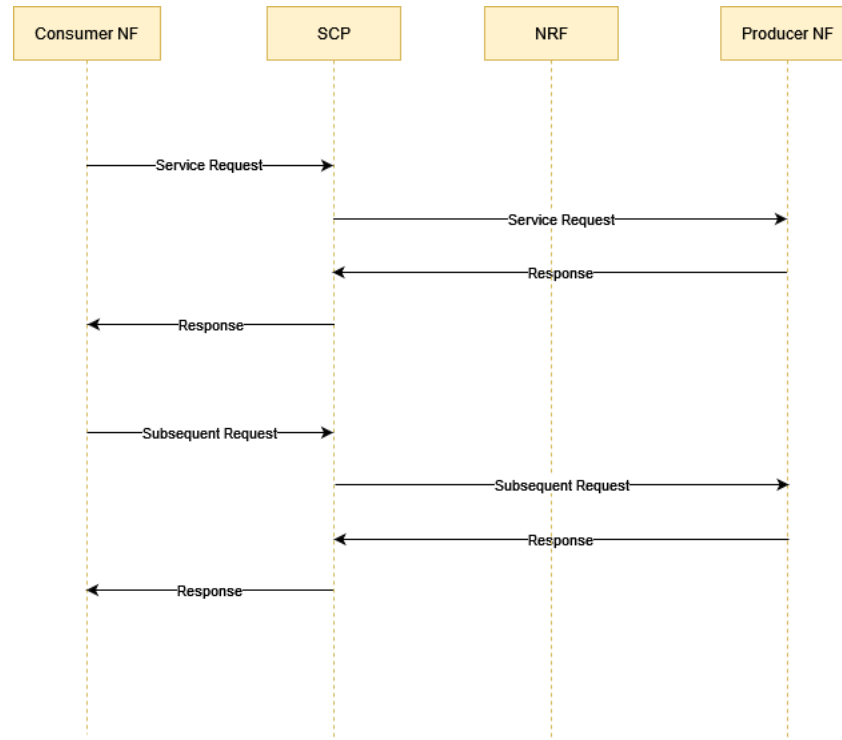 Consumer NF
SCP
NRF
Producer NF
Service Request
Service Request
Response
Response
Subsequent Request
Subsequent Request
Response
Response